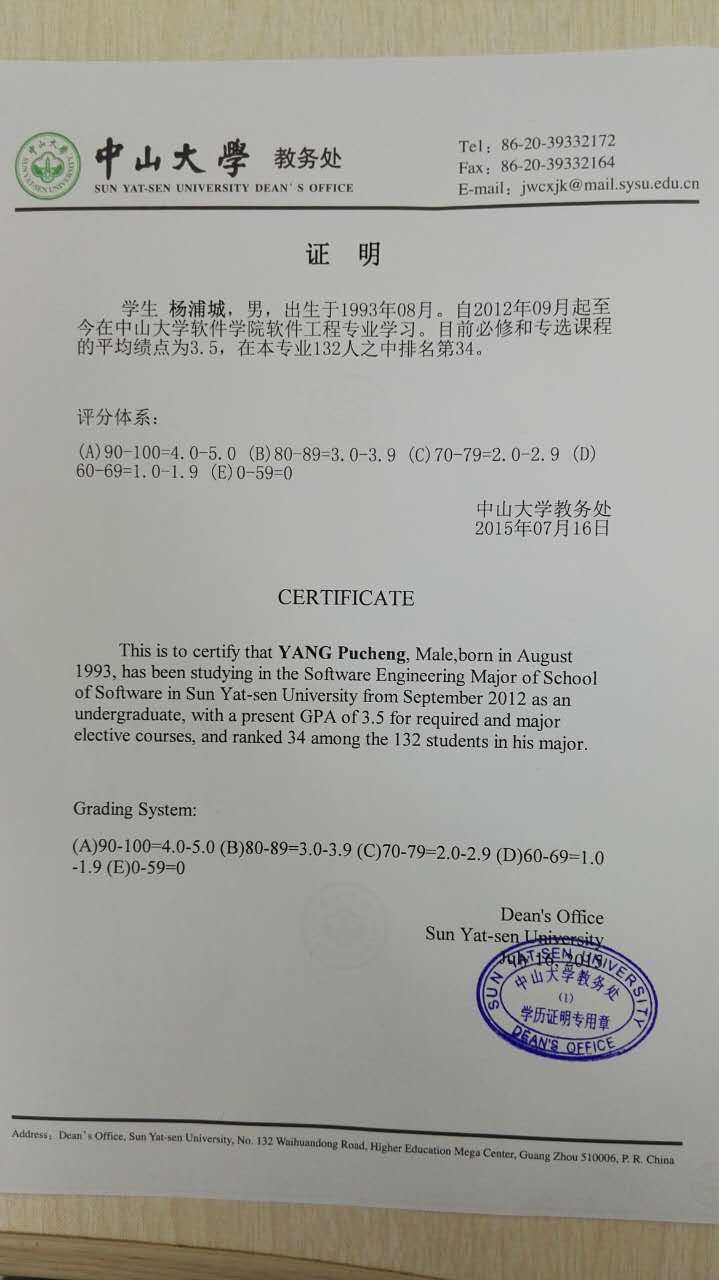 中山大學 教务处
SUN YAT-SEN UNIVERSITY DEAN'S OFFICE
Tel: 86-20-39332172
Fax: 86-20-39332164
E-mail: jwcxjk@mail.sysu.edu.cn
中山大學
SUN YAT-SEN UNIVERSITY
证 明
学生 杨浦城，男，出生于1993年08月。自2012年09月起至
今在中山大学软件学院软件工程专业学习。目前必修和专选课程
的平均绩点为3.5，在本专业132人之中排名第34。
评分体系：
(A)90-100=4.0-5.0 (B)80-89=3.0-3.9 (C)70-79=2.0-2.9 (D)
60-69=1.0-1.9 (E)0-59=0
中山大学教务处
2015年07月16日
CERTIFICATE
This is to certify that YANG Pucheng, Male,born in August
1993, has been studying in the Software Engineering Major of School
of Software in Sun Yat-sen University from September 2012 as an
undergraduate, with a present GPA of 3.5 for required and major
elective courses, and ranked 34 among the 132 students in his major.
Grading System:
(A)90-100=4.0-5.0 (B)80-89=3.0-3.9 (C)70-79=2.0-2.9 (D)60-69=1.0
-1.9 (E)0-59=0
Dean's Office
Sun Yat-sen University
July 16, 2015
SUN YAT-SEN UNIVERSITY
中山大学教务处
(1)
学历证明专用章
DEAN'S OFFICE
Address: Dean's Office, Sun Yat-sen University, No. 132 Waihuandong Road, Higher Education Mega Center, Guang Zhou 510006, P. R. China